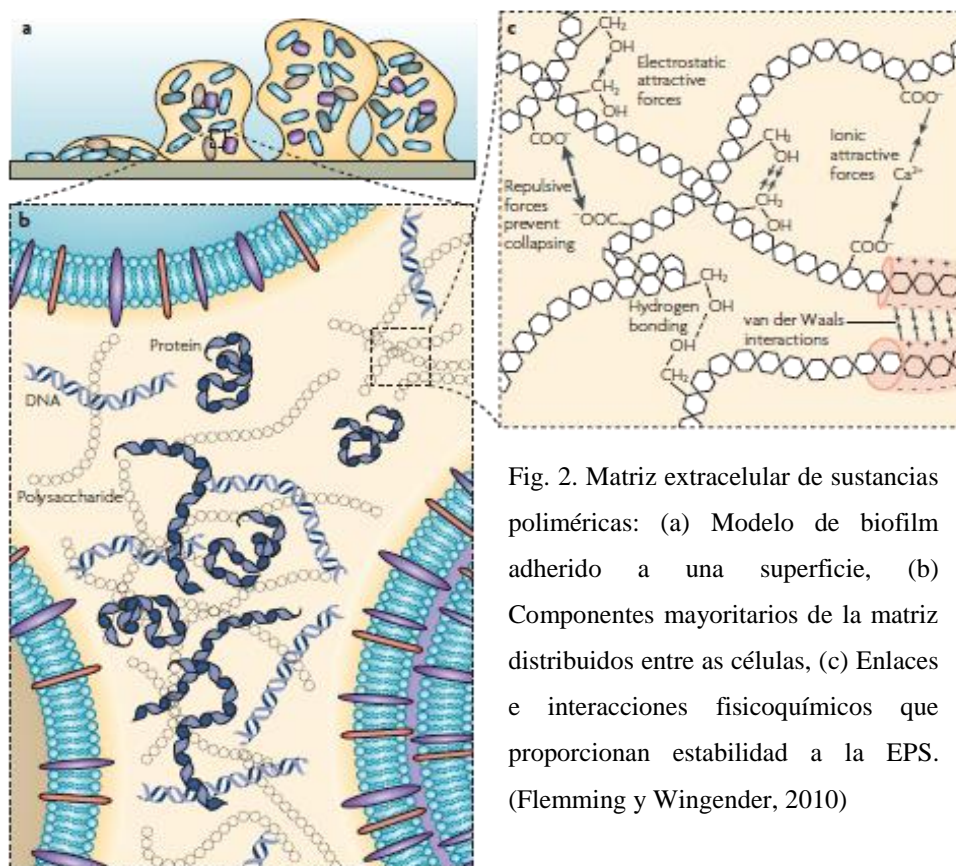 a
c
CH₂
OH
Electrostatic
attractive
forces
CH₂
OH
COO⁻
Repulsive
forces
prevent
collapsing
⁻OOC
CH₂
OH
CH₂
OH
Ionic
attractive
forces
COO⁻
Ca²⁺
COO⁻
CH₂
OH
Hydrogen
bonding
OH
CH₂
van der Waals
interactions
+ + + +
b
Protein
DNA
Polysaccharide
Fig. 2. Matriz extracelular de sustancias
poliméricas: (a) Modelo de biofilm
adherido a una superficie, (b)
Componentes mayoritarios de la matriz
distribuidos entre as células, (c) Enlaces
e interacciones fisicoquímicos que
proporcionan estabilidad a la EPS.
(Flemming y Wingender, 2010)